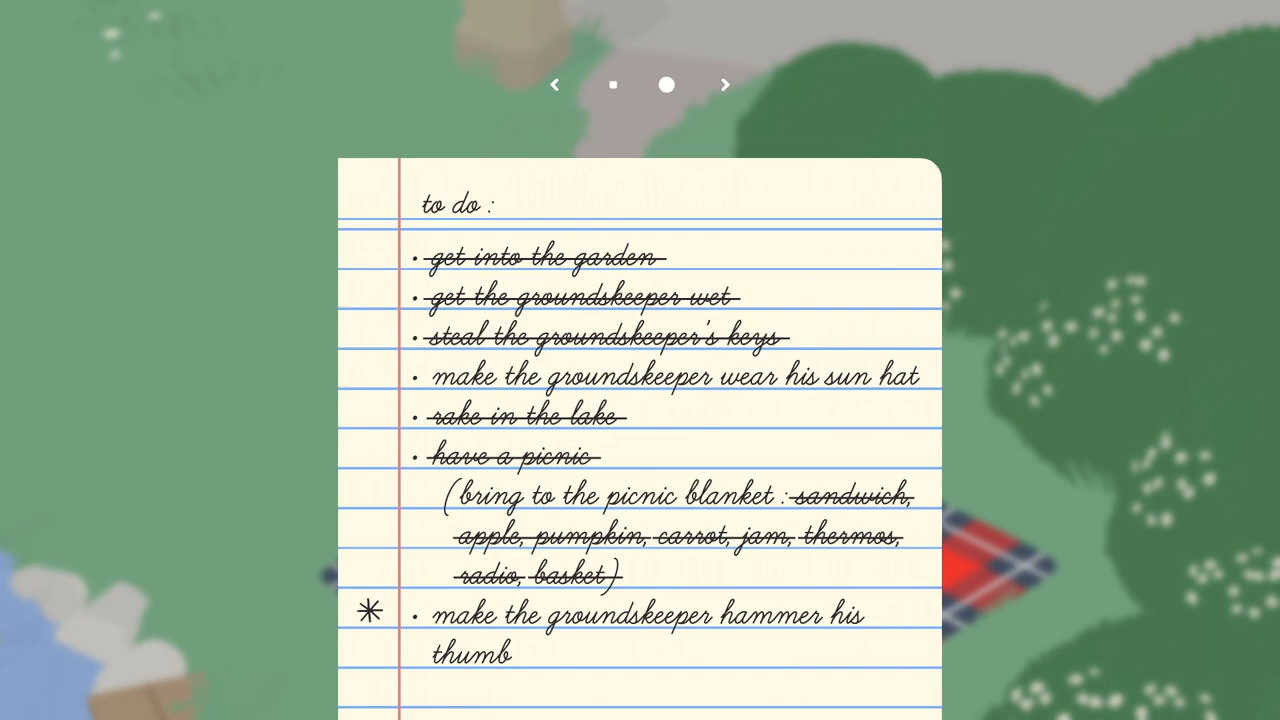 to do :
• get into the garden
• get the groundskeeper wet
• steal the groundskeeper's keys
• make the groundskeeper wear his sun hat
• rake in the lake
• have a picnic
(bring to the picnic blanket : sandwich,
apple, pumpkin, carrot, jam, thermos,
radio, basket)
* • make the groundskeeper hammer his
thumb